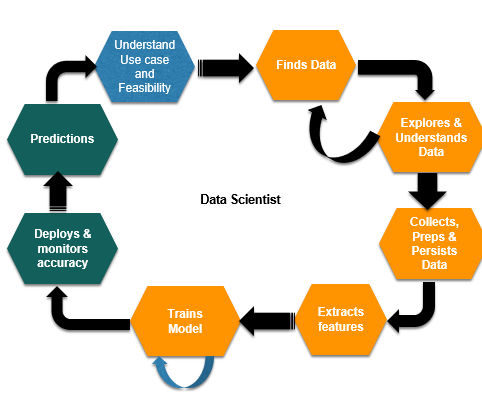 Understand
Use case
and
Feasibility
Finds Data
Explores &
Understands
Data
Collects,
Preps &
Persists
Data
Extracts
features
Trains
Model
Deploys &
monitors
accuracy
Predictions
Data Scientist